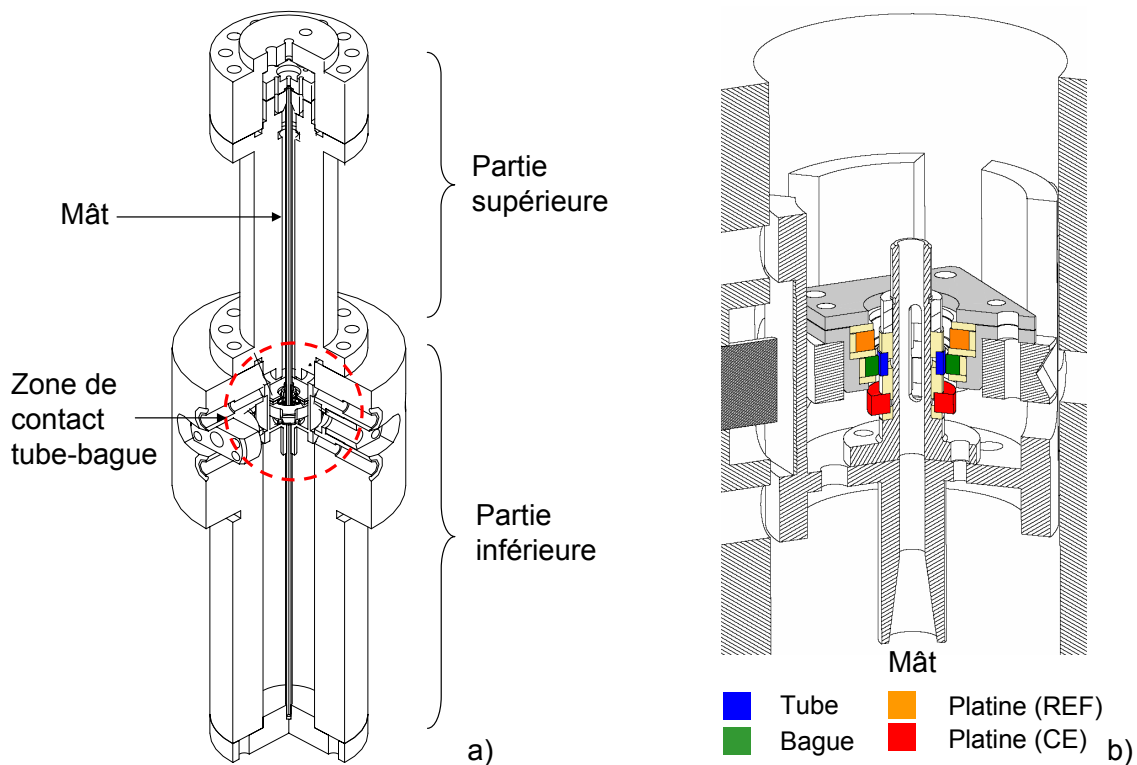 Partie
supérieure
Mât
Zone de
contact
tube-bague
Partie
inférieure
a)
Mât
Tube
Platine (REF)
Bague
Platine (CE)
b)